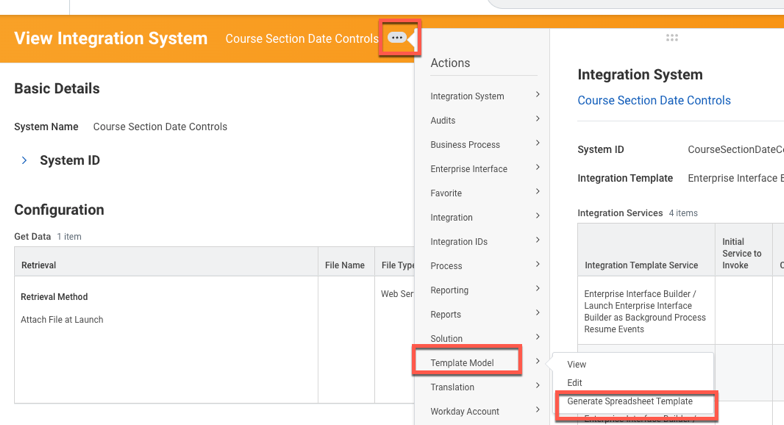 View Integration System Course Section Date Controls
Basic Details
System Name Course Section Date Controls
System ID
Configuration
Get Data 1 item
Retrieval File Name File Type
Retrieval Method
Attach File at Launch
Web Ser
Actions
Integration System
Audits
Business Process
Enterprise Interface
Favorite
Integration
Integration IDs
Process
Reporting
Reports
Solution
Template Model
Translation
Workday Account
View
Edit
Generate Spreadsheet Template
Integration System
Course Section Date Controls
System ID CourseSectionDateCo
Integration Template Enterprise Interface B
Integration Services 4 items
Integration Template Service
Initial
Service to
Invoke
Enterprise Interface Builder /
Launch Enterprise Interface
Builder as Background Process
Resume Events
Enterprise Interface Builder /